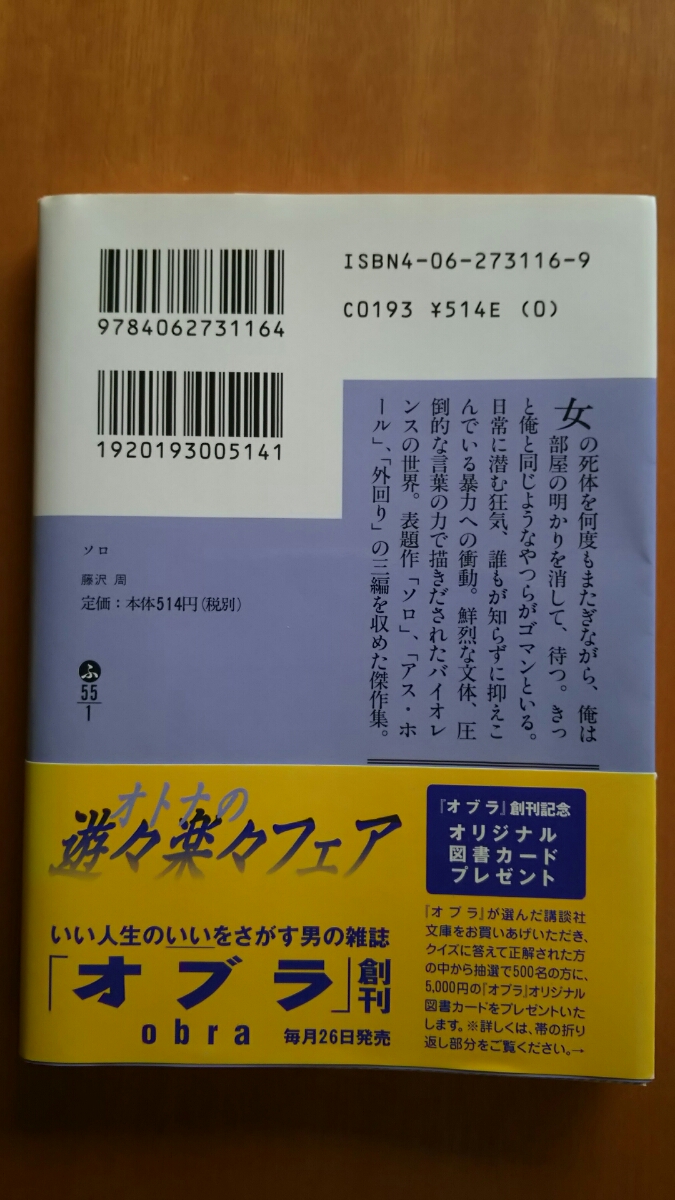 9784062731164
1920193005141
ISBN4-06-273116-9
C0193 ¥514E (0)
女の死体を何度もまたぎながら、俺は
部屋の明かりを消して、待つ。きっ
と俺と同じようなやつらがゴマンといる。
日常に潜む狂気、誰もが知らずに抑えこ
んでいる暴力への衝動。鮮烈な文体、圧
倒的な言葉の力で描きだされたバイオレ
ンスの世界。表題作「ソロ」、「アス・ホ
ール」、「外回り」の三編を収めた傑作集。
ソロ
藤沢 周
定価:本体514円(税別)
ふ
55
1
オトナの
遊々楽々フェア
いい人生のいいをさがす男の雑誌
「オブラ」創刊
obra 毎月26日発売
『オブラ』創刊記念
オリジナル
図書カード
プレゼント
『オブラ』が選んだ講談社
文庫をお買いあげいただき、
クイズに答えて正解された方
の中から抽選で500名の方に、
5,000円の『オブラ』オリジナル
図書カードをプレゼントいた
します。※詳しくは、帯の折り
返し部分をご覧ください。→